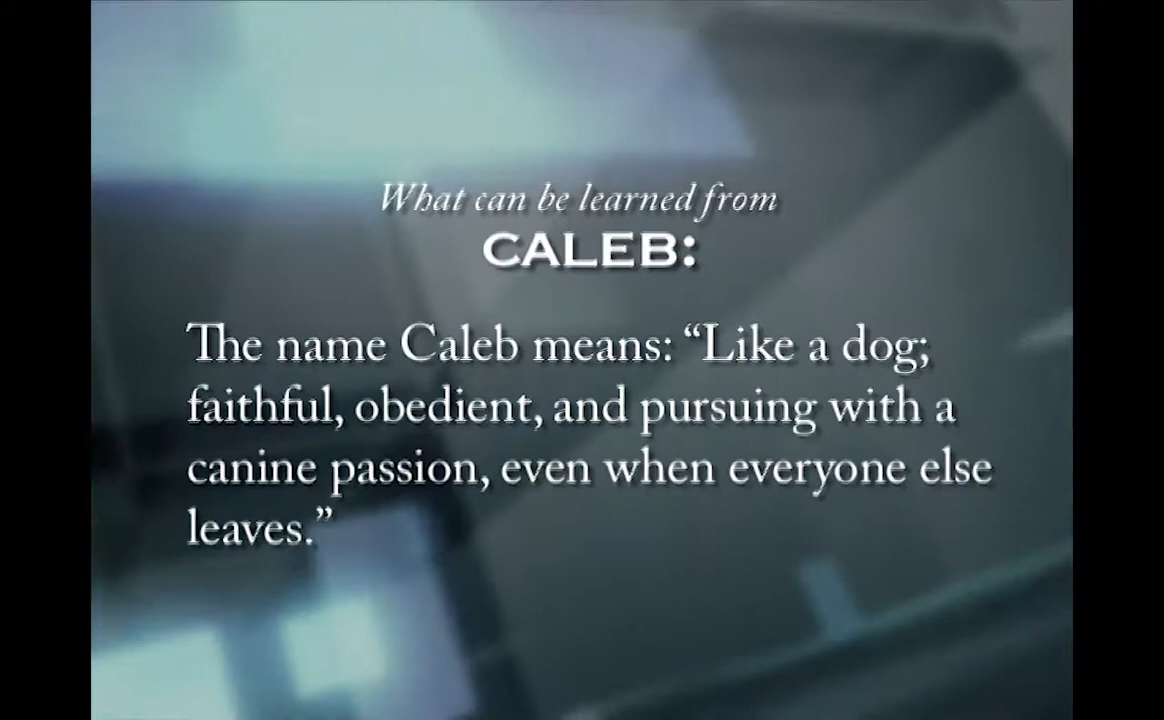 What can be learned from
CALEB:
The name Caleb means: “Like a dog;
faithful, obedient, and pursuing with a
canine passion, even when everyone else
leaves.”